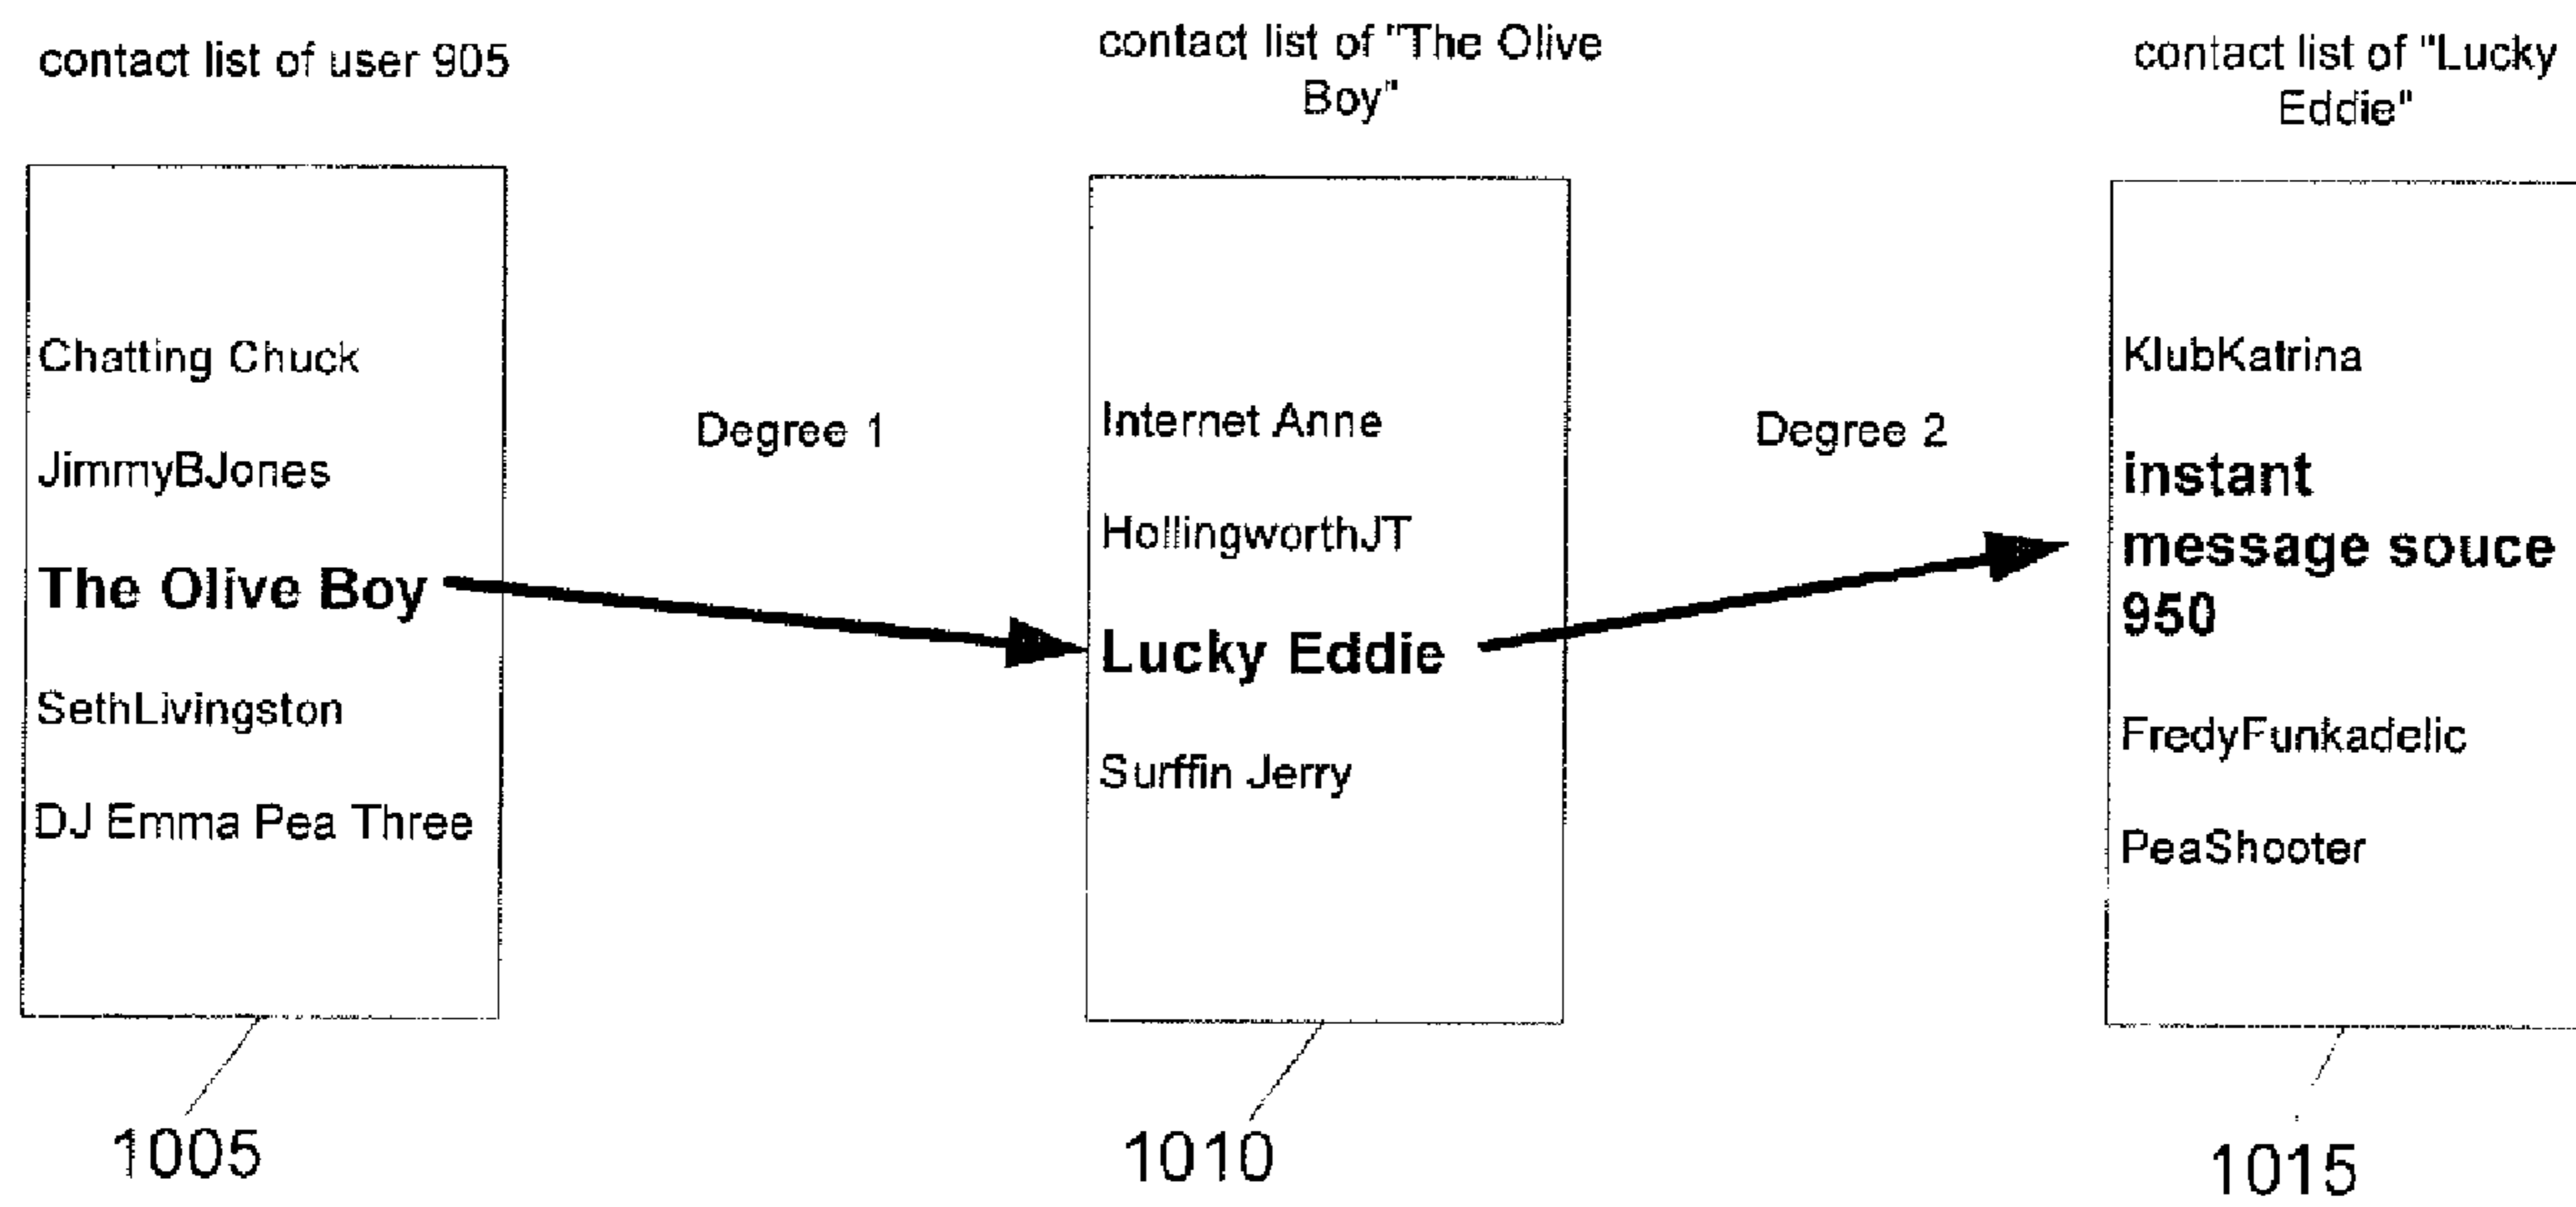 contact list of user 905
Chatting Chuck
JimmyBJones
The Olive Boy
SethLivingston
DJ Emma Pea Three
1005
Degree 1
contact list of "The Olive
Boy"
Internet Anne
HollingworthJT
Lucky Eddie
Surffin Jerry
1010
Degree 2
contact list of "Lucky
Eddie"
KlubKatrina
instant
message souce
950
FredyFunkadelic
PeaShooter
1015